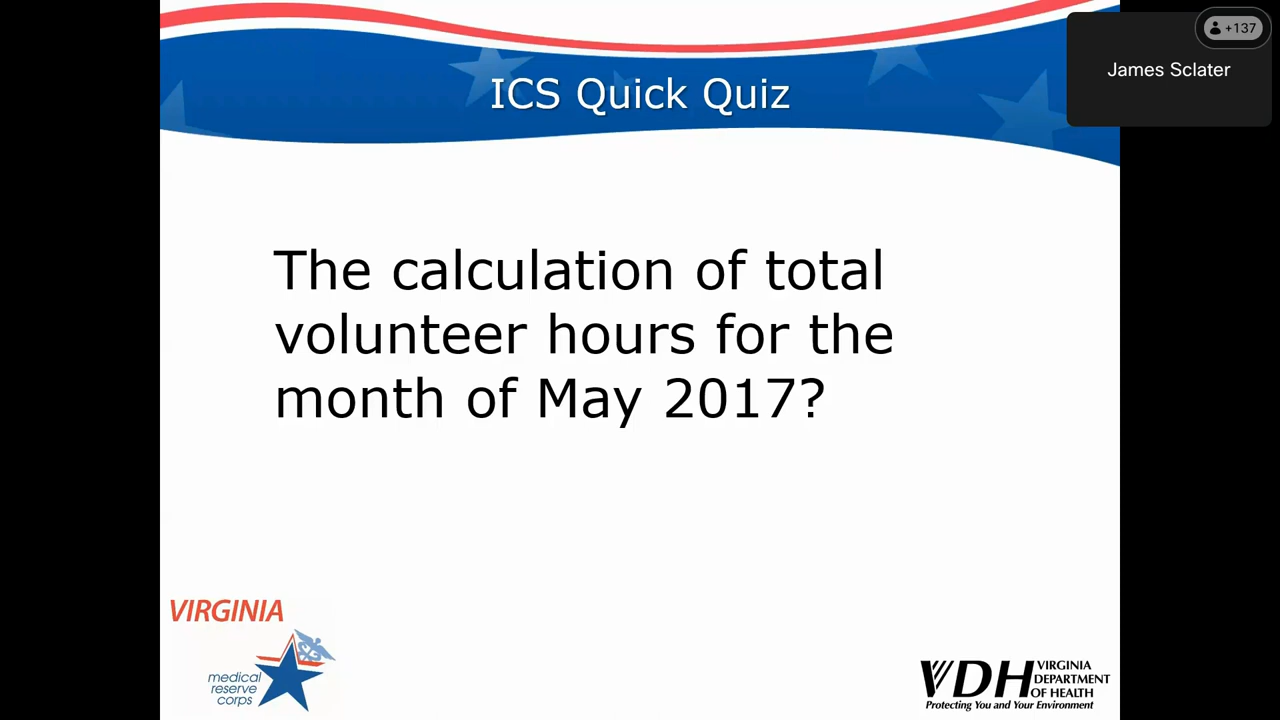 ICS Quick Quiz
+137
James Sclater
The calculation of total
volunteer hours for the
month of May 2017?
VIRGINIA
medical
reserve
corps
VDH VIRGINIA
DEPARTMENT
OF HEALTH
Protecting You and Your Environment